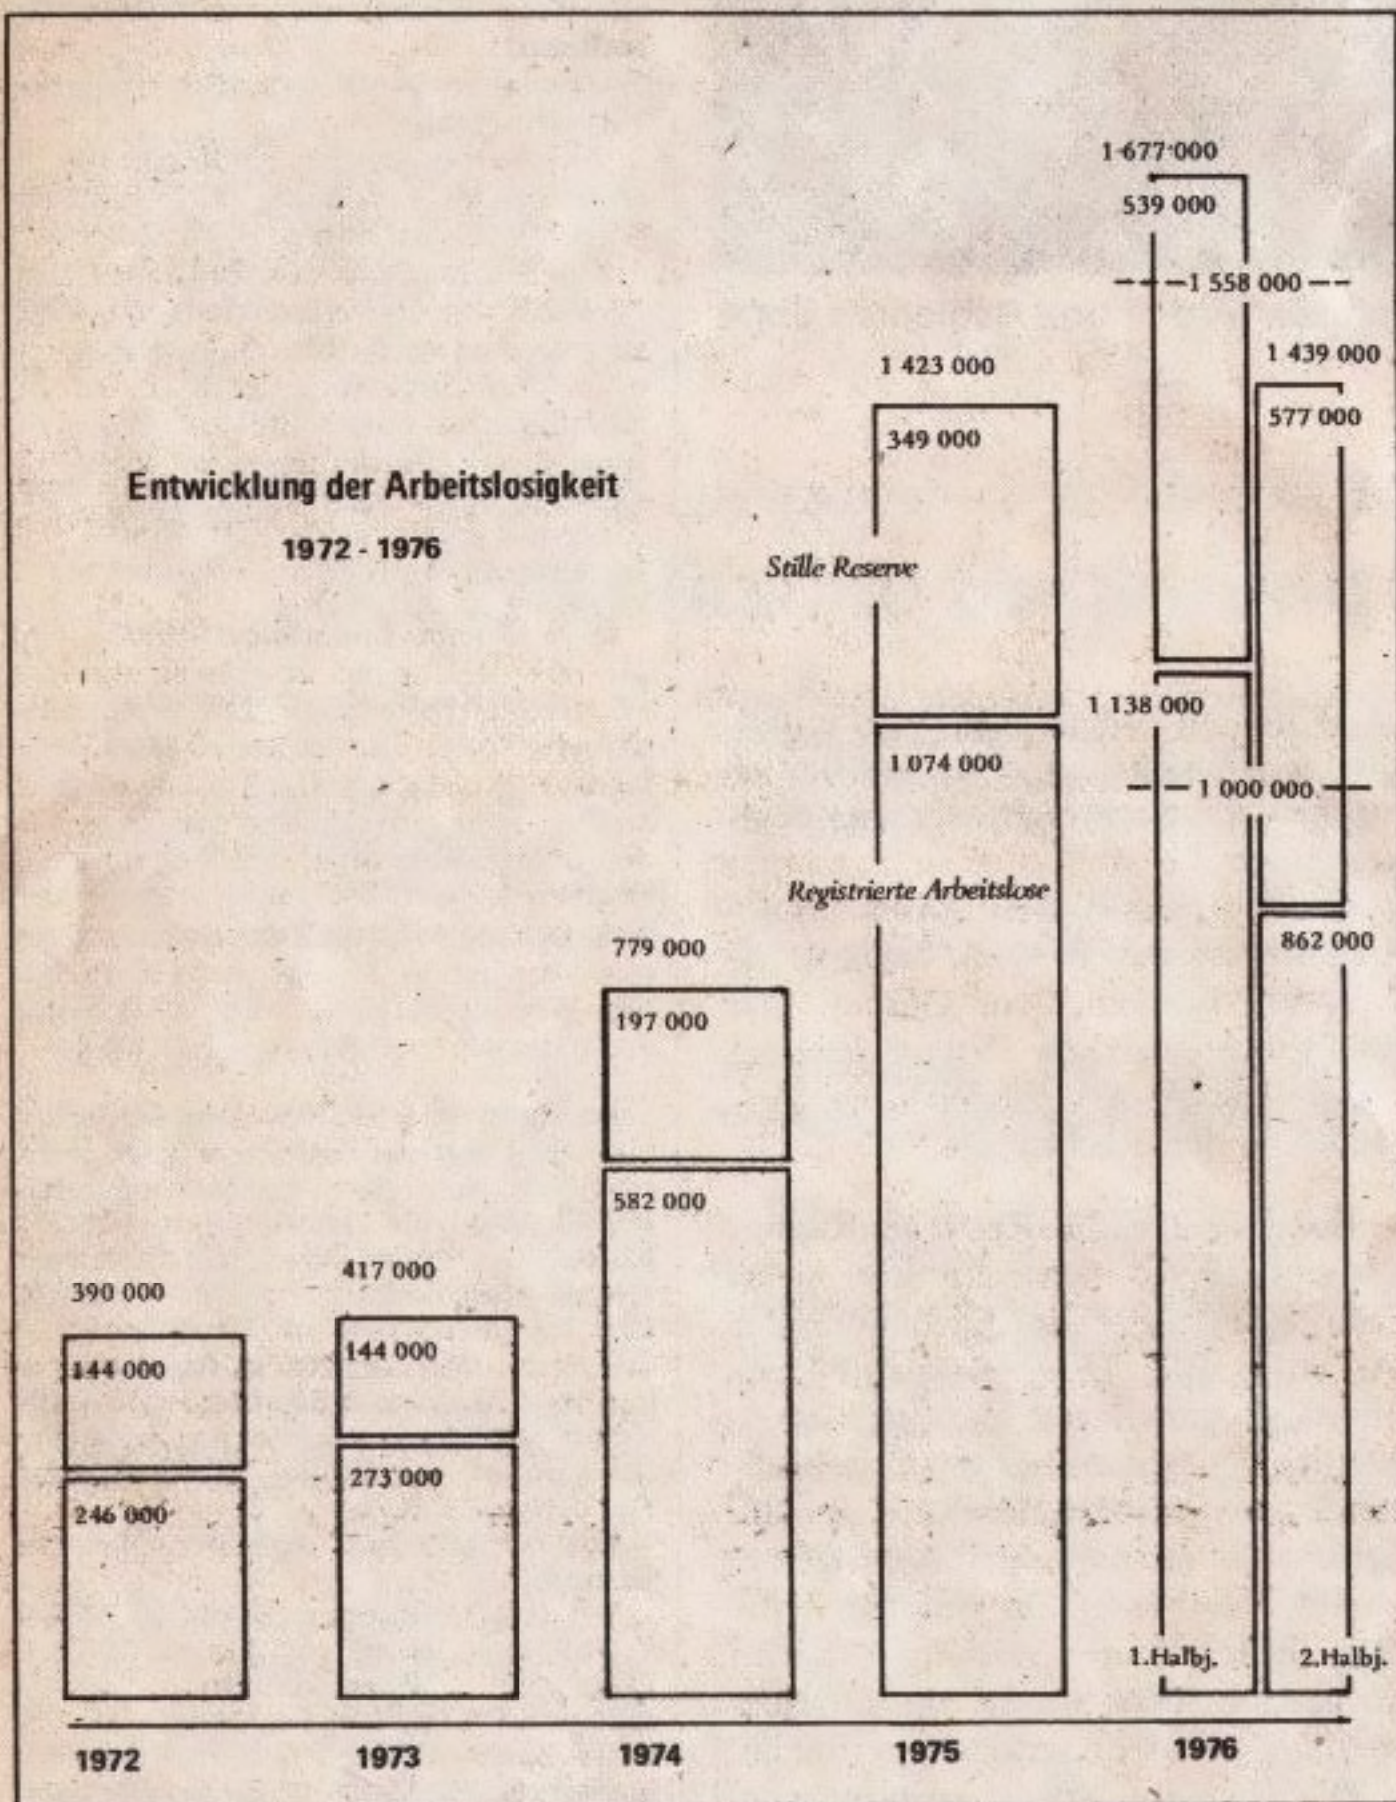 Entwicklung der Arbeitslosigkeit
1972 - 1976
390 000
144 000
246 000
417 000
144 000
273 000
779 000
197 000
582 000
1 423 000
349 000
Stille Reserve
1 074 000
Registrierte Arbeitslose
1 677 000
539 000
1 558 000
1 439 000
577 000
1 138 000
1 000 000
862 000
1.Halbj.
2.Halbj.
1972
1973
1974
1975
1976